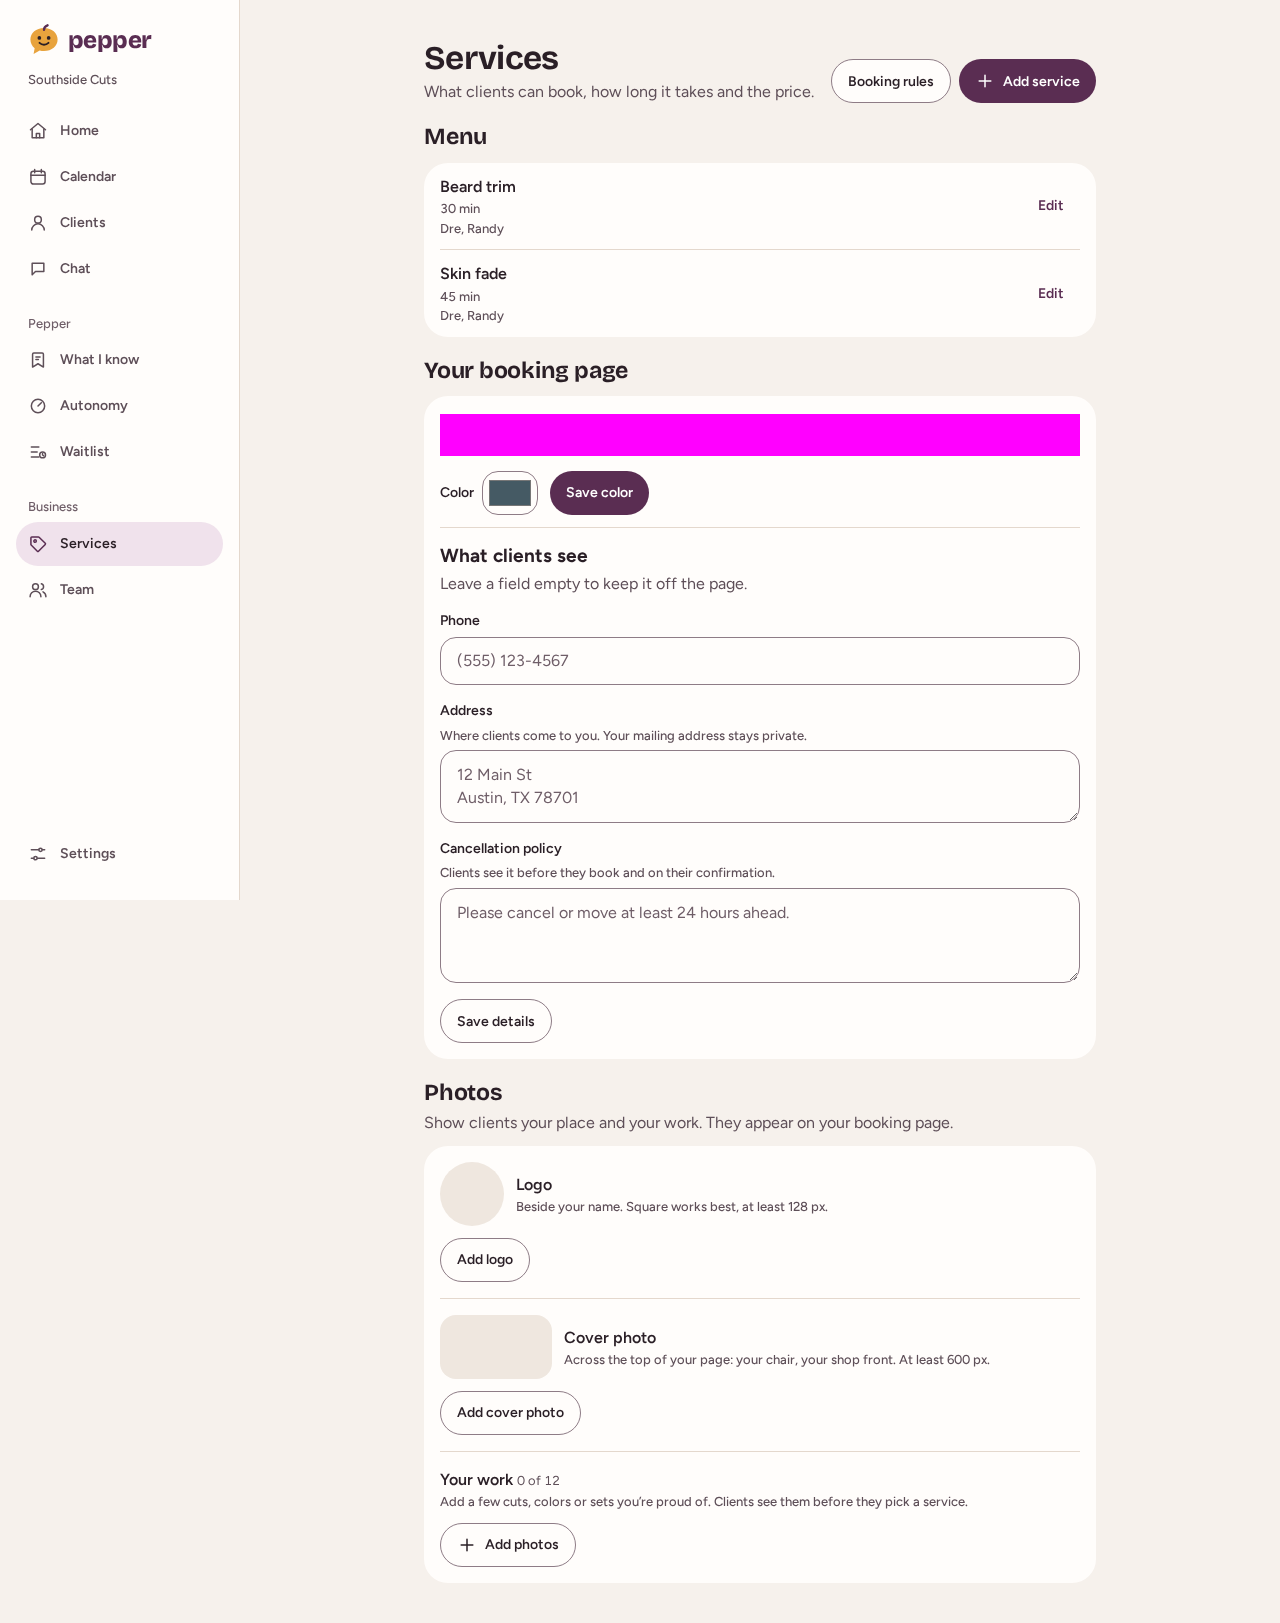 pepper
Southside Cuts
Home
Calendar
Clients
Chat
Pepper
What I know
Autonomy
Waitlist
Business
Services
Team
Settings
Services
What clients can book, how long it takes and the price.
Booking rules
Add service
Menu
Beard trim
30 min
Dre, Randy
Edit
Skin fade
45 min
Dre, Randy
Edit
Your booking page
Color
Save color
What clients see
Leave a field empty to keep it off the page.
Phone
(555) 123-4567
Address
Where clients come to you. Your mailing address stays private.
12 Main St
Austin, TX 78701
Cancellation policy
Clients see it before they book and on their confirmation.
Please cancel or move at least 24 hours ahead.
Save details
Photos
Show clients your place and your work. They appear on your booking page.
Logo
Beside your name. Square works best, at least 128 px.
Add logo
Cover photo
Across the top of your page: your chair, your shop front. At least 600 px.
Add cover photo
Your work 0 of 12
Add a few cuts, colors or sets you’re proud of. Clients see them before they pick a service.
Add photos